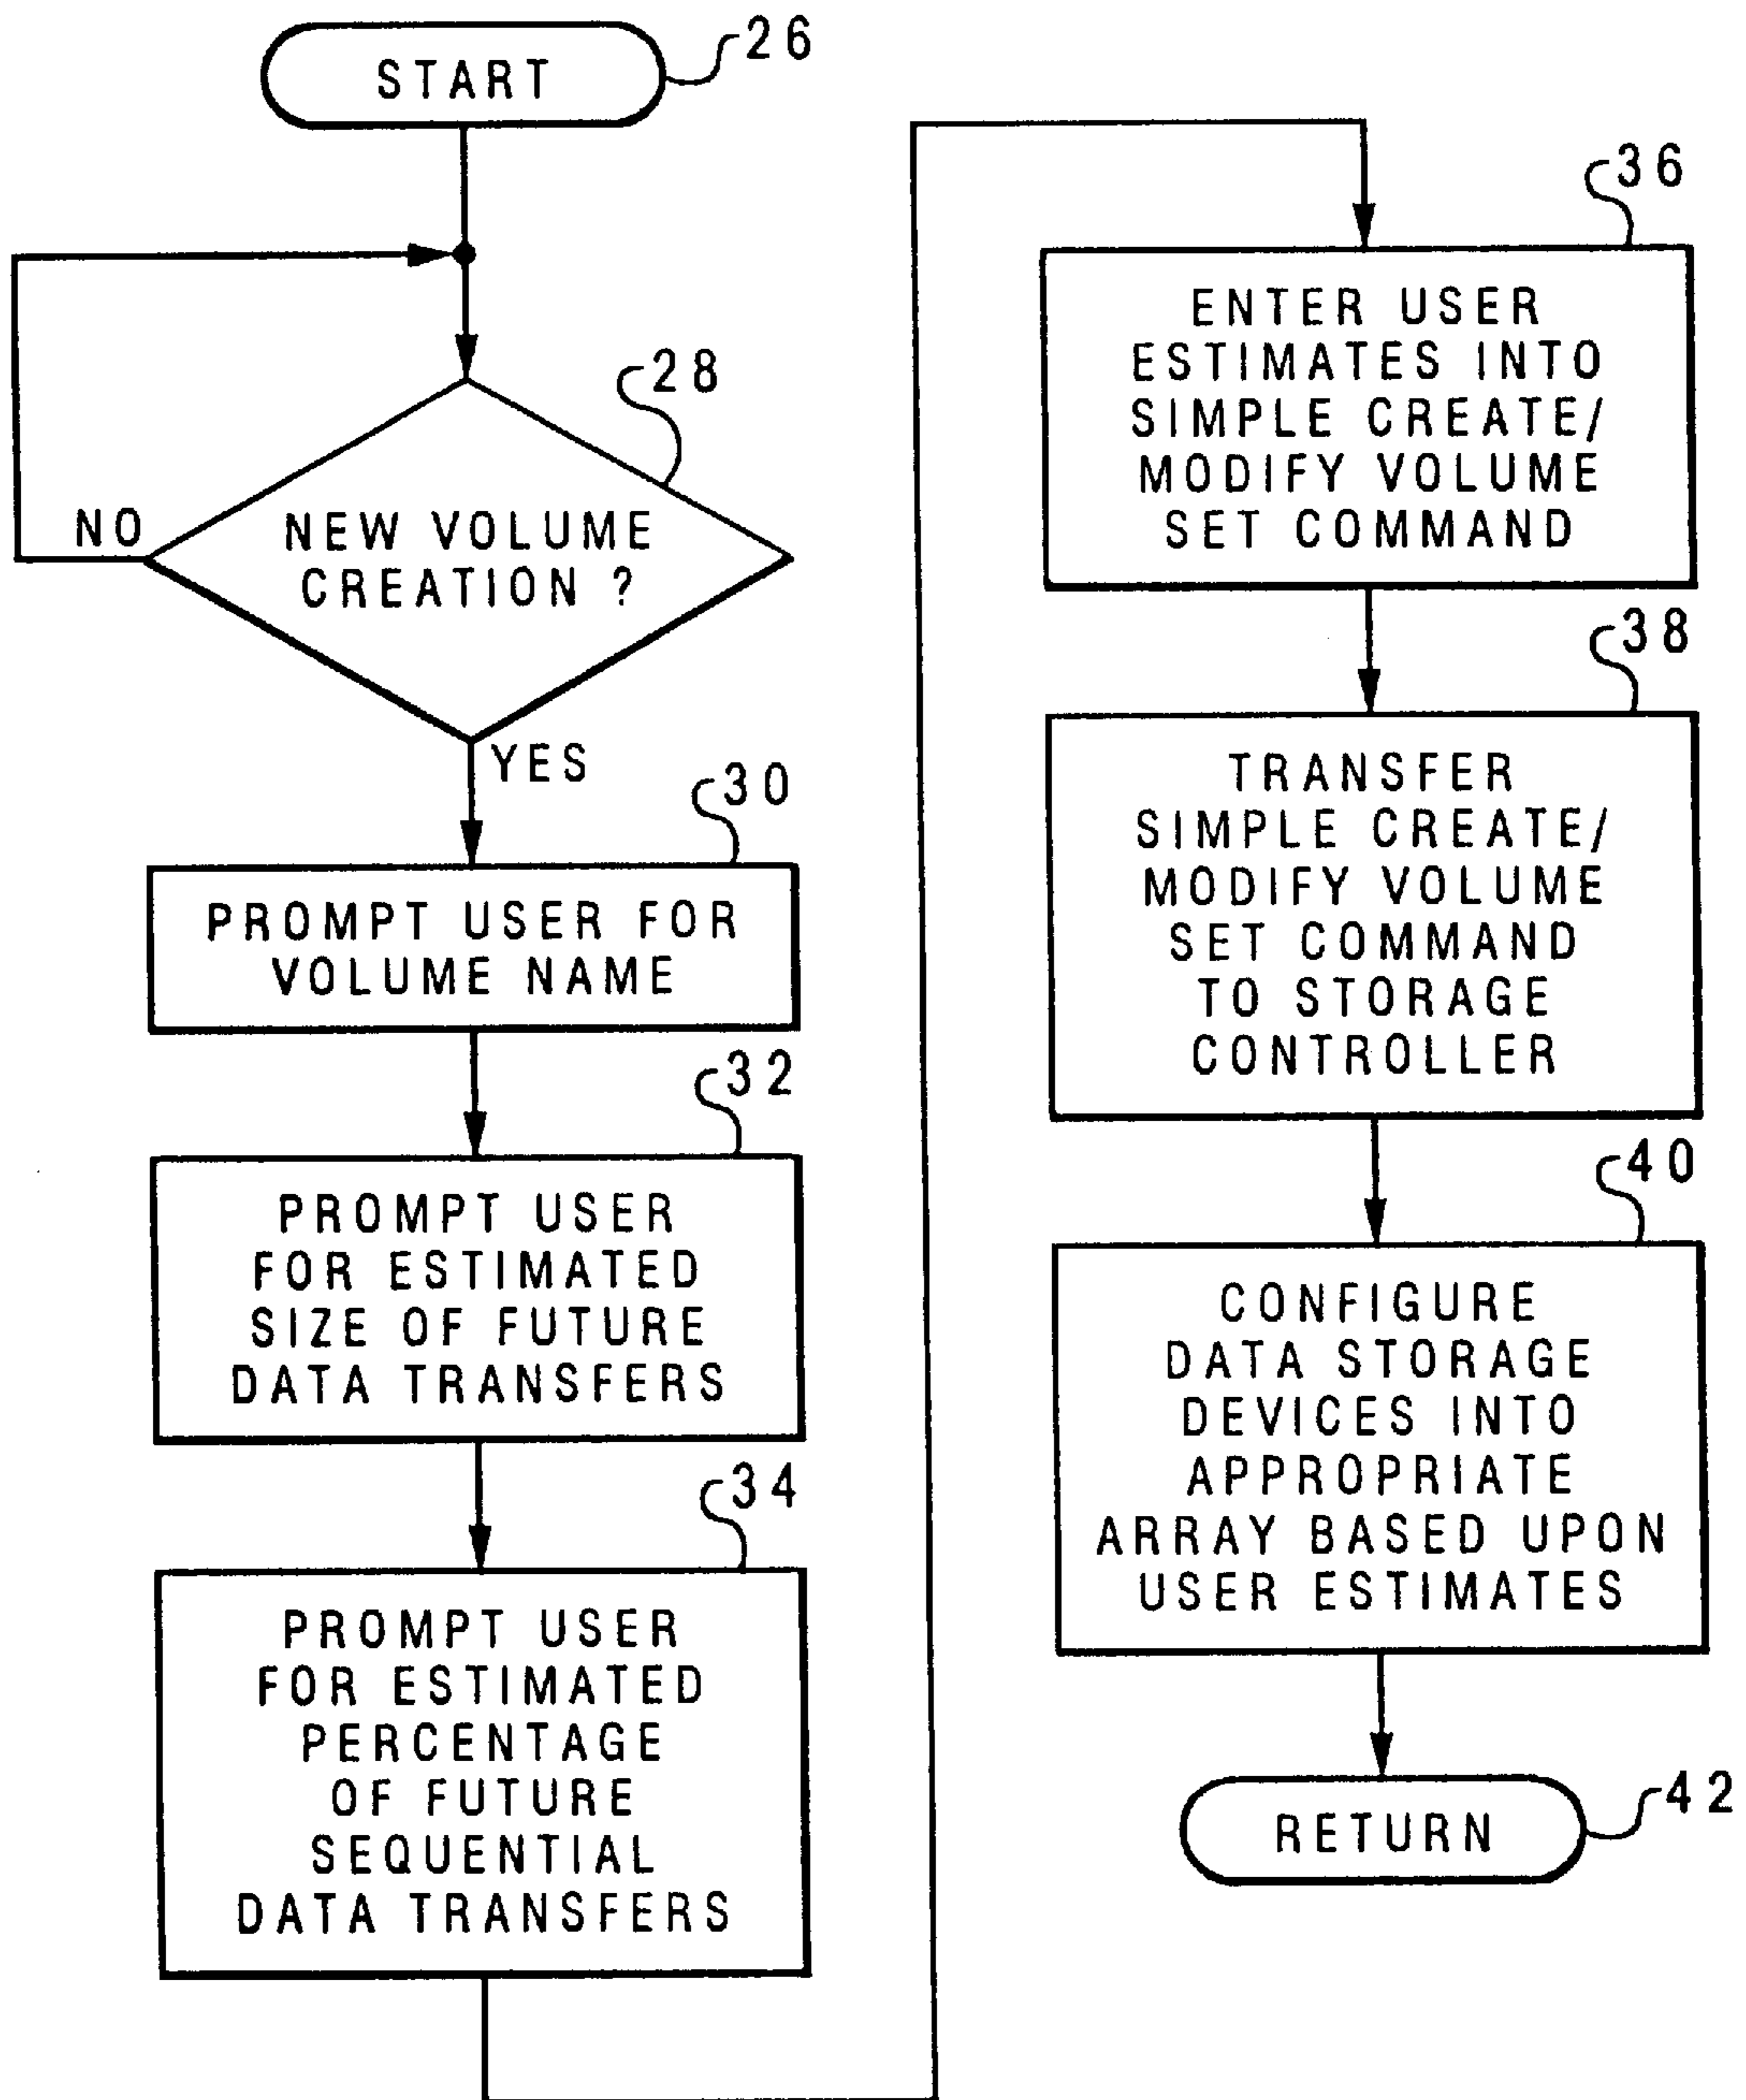 START
26
28
NEW VOLUME
CREATION ?
NO
YES
30
PROMPT USER FOR
VOLUME NAME
32
PROMPT USER
FOR ESTIMATED
SIZE OF FUTURE
DATA TRANSFERS
34
PROMPT USER
FOR ESTIMATED
PERCENTAGE
OF FUTURE
SEQUENTIAL
DATA TRANSFERS
36
ENTER USER
ESTIMATES INTO
SIMPLE CREATE/
MODIFY VOLUME
SET COMMAND
38
TRANSFER
SIMPLE CREATE/
MODIFY VOLUME
SET COMMAND
TO STORAGE
CONTROLLER
40
CONFIGURE
DATA STORAGE
DEVICES INTO
APPROPRIATE
ARRAY BASED UPON
USER ESTIMATES
RETURN
42